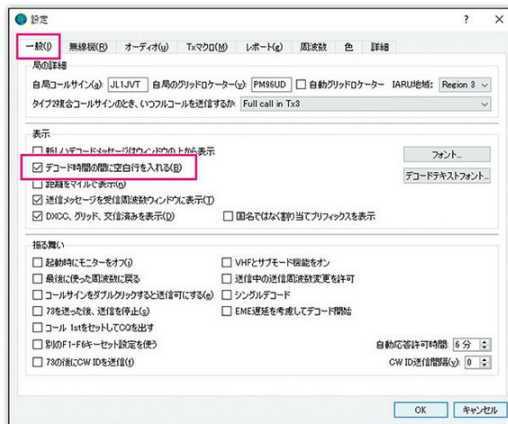 設定 ? ×
一般(I) 無線機(R) オーディオ(u) Txマクロ(M) レポート(g) 周波数 色 詳細
局の詳細
自局コールサイン(a): JL1JVT 自局のグリッドロケーター(y): PM96UD 自動グリッドロケーター IARU地域: Region 3
タイプ2複合コールサインのとき、いつフルコールを送信するか: Full call in Tx3
表示
新しいデコードメッセージはウィンドウの上から表示
フォント...
デコード時間の間に空白行を入れる(B)
デコードテキストフォント...
距離をマイルで表示(n)
送信メッセージを受信周波数ウィンドウに表示(T)
DXCC、グリッド、交信済みを表示(D) 国名ではなく割り当てプリフィックスを表示
振る舞い
起動時にモニターをオフ(i) VHFとサブモード機能をオン
最後に使った周波数に戻る 送信中の送信周波数変更を許可
コールサインをダブルクリックすると送信可にする(e) シングルデコード
73を送った後、送信を停止(g) EME遅延を考慮してデコード開始
コール 1stをセットしてCQを出す
別のF1-F6キーセット設定を使う 自動応答許可時間: 6 分
73の後にCW IDを送信(f) CW ID送信間隔(v): 0
OK キャンセル